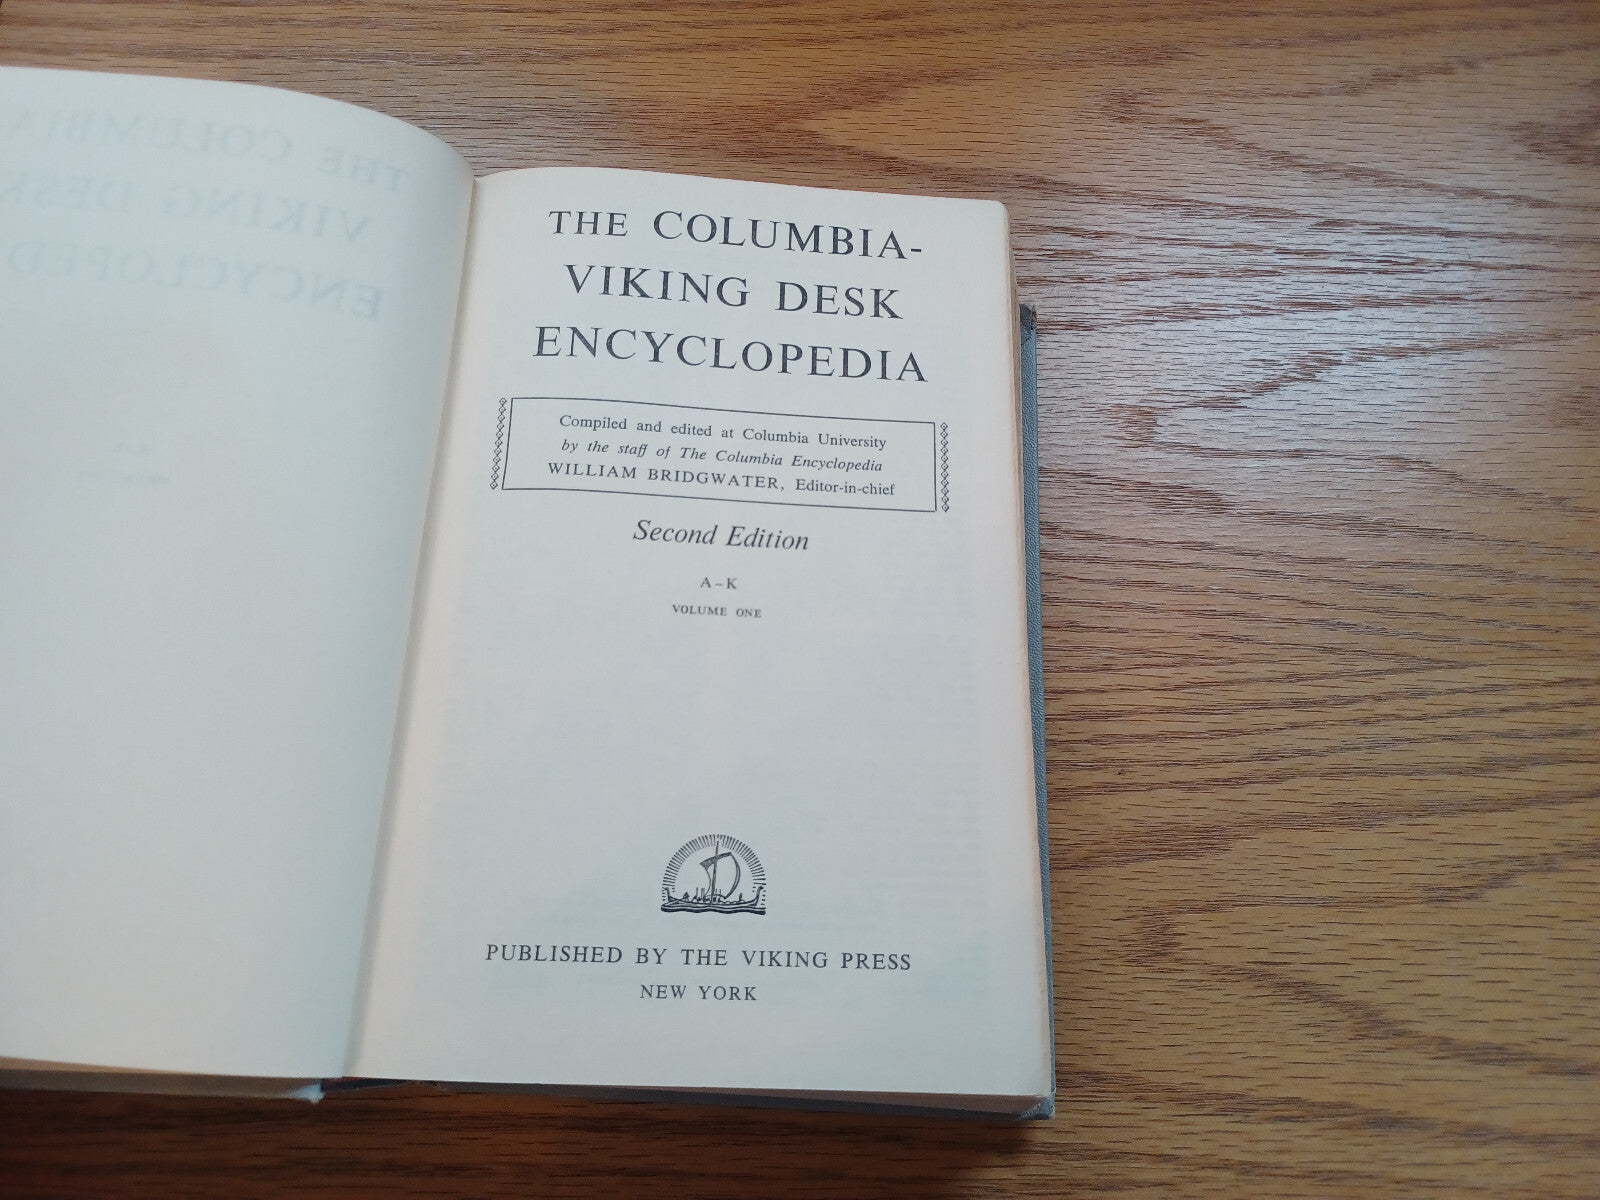 THE COLUMBIA-
VIKING DESK
ENCYCLOPEDIA
Compiled and edited at Columbia University
by the staff of The Columbia Encyclopedia
WILLIAM BRIDGWATER, Editor-in-chief
Second Edition
A–K
VOLUME ONE
PUBLISHED BY THE VIKING PRESS
NEW YORK